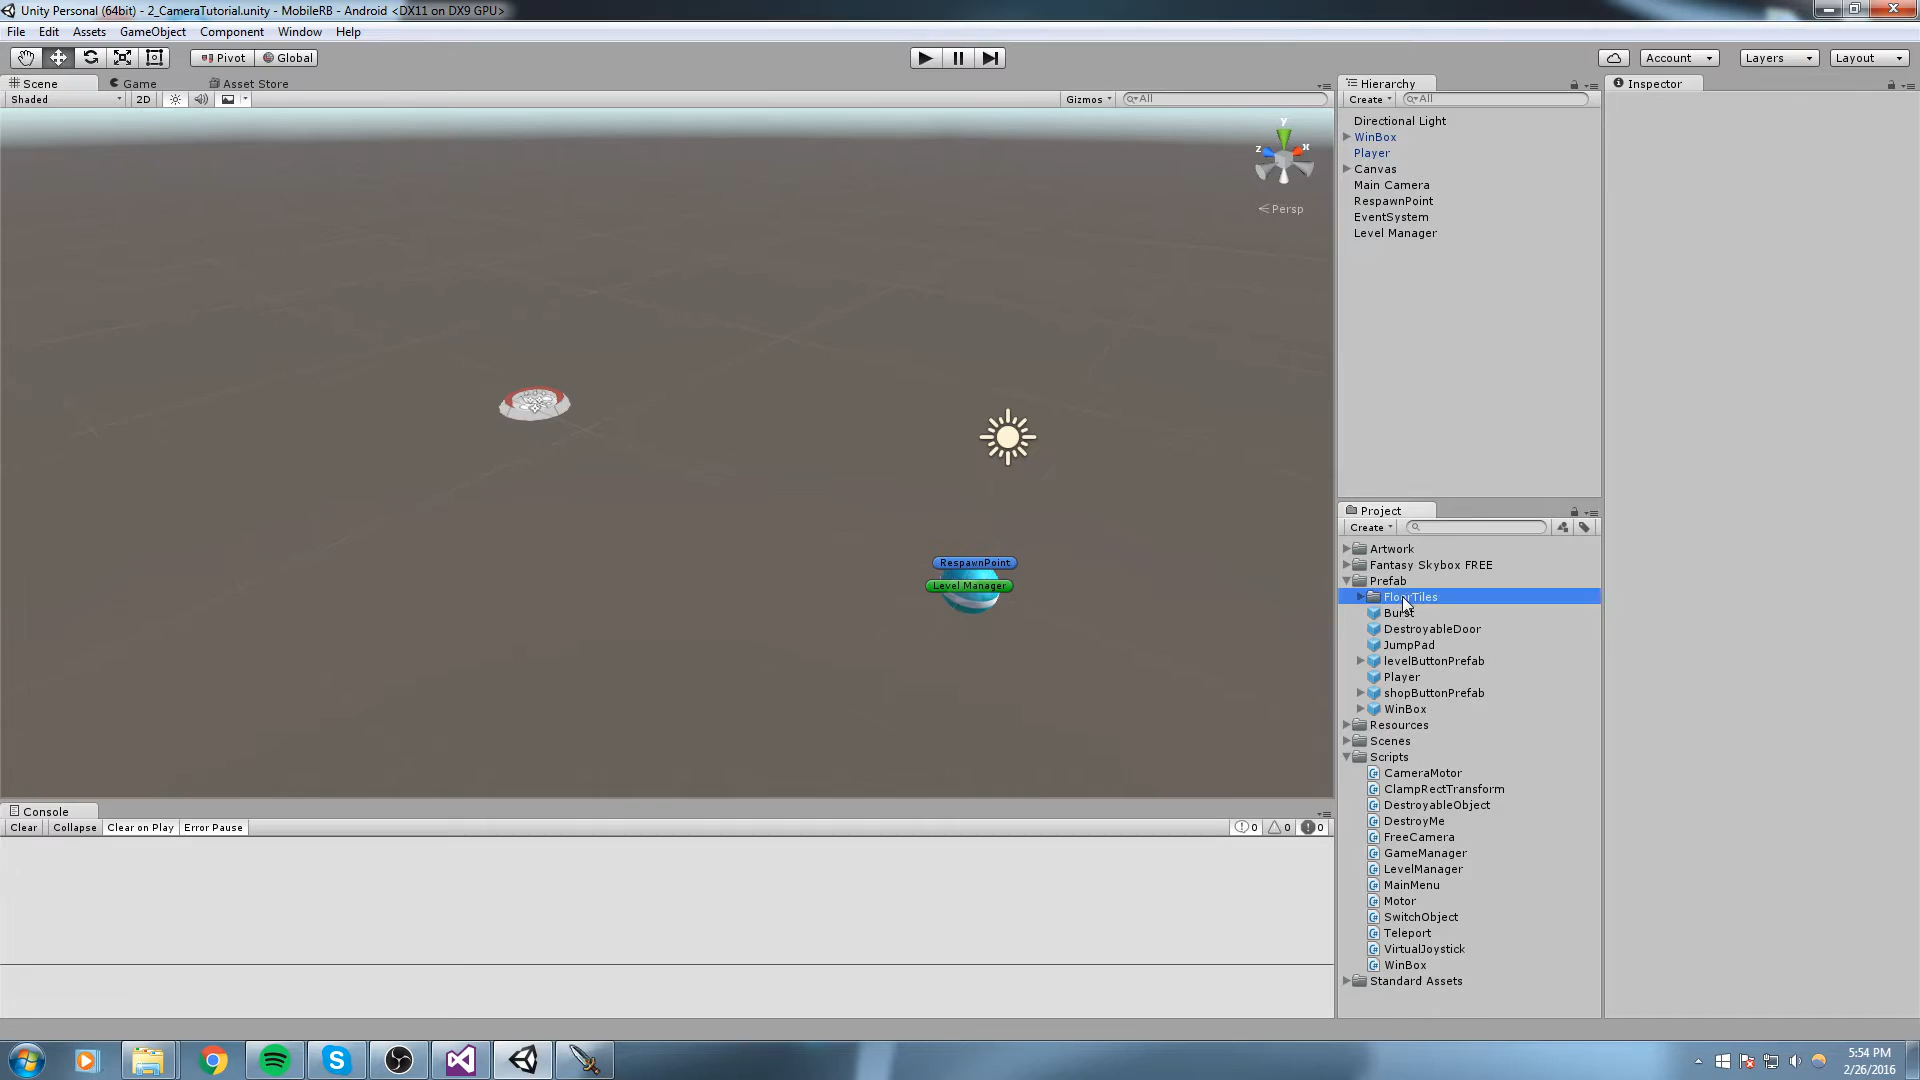 Unity Personal (64bit) - 2_CameraTutorial.unity - MobileRB - Android <DX11 on DX9 GPU>
File Edit Assets GameObject Component Window Help
Pivot Global Account Layers Layout
Scene Game Asset Store
Shaded 2D Gizmos All
y
z x
Persp
RespawnPoint
Level Manager
Hierarchy
Create All
Directional Light
WinBox
Player
Canvas
Main Camera
RespawnPoint
EventSystem
Level Manager
Inspector
Project
Create
Artwork
Fantasy Skybox FREE
Prefab
FloorTiles
Burst
DestroyableDoor
JumpPad
levelButtonPrefab
Player
shopButtonPrefab
WinBox
Resources
Scenes
Scripts
CameraMotor
ClampRectTransform
DestroyableObject
DestroyMe
FreeCamera
GameManager
LevelManager
MainMenu
Motor
SwitchObject
Teleport
VirtualJoystick
WinBox
Standard Assets
Console
Clear Collapse Clear on Play Error Pause 0 0 0
5:54 PM
2/26/2016